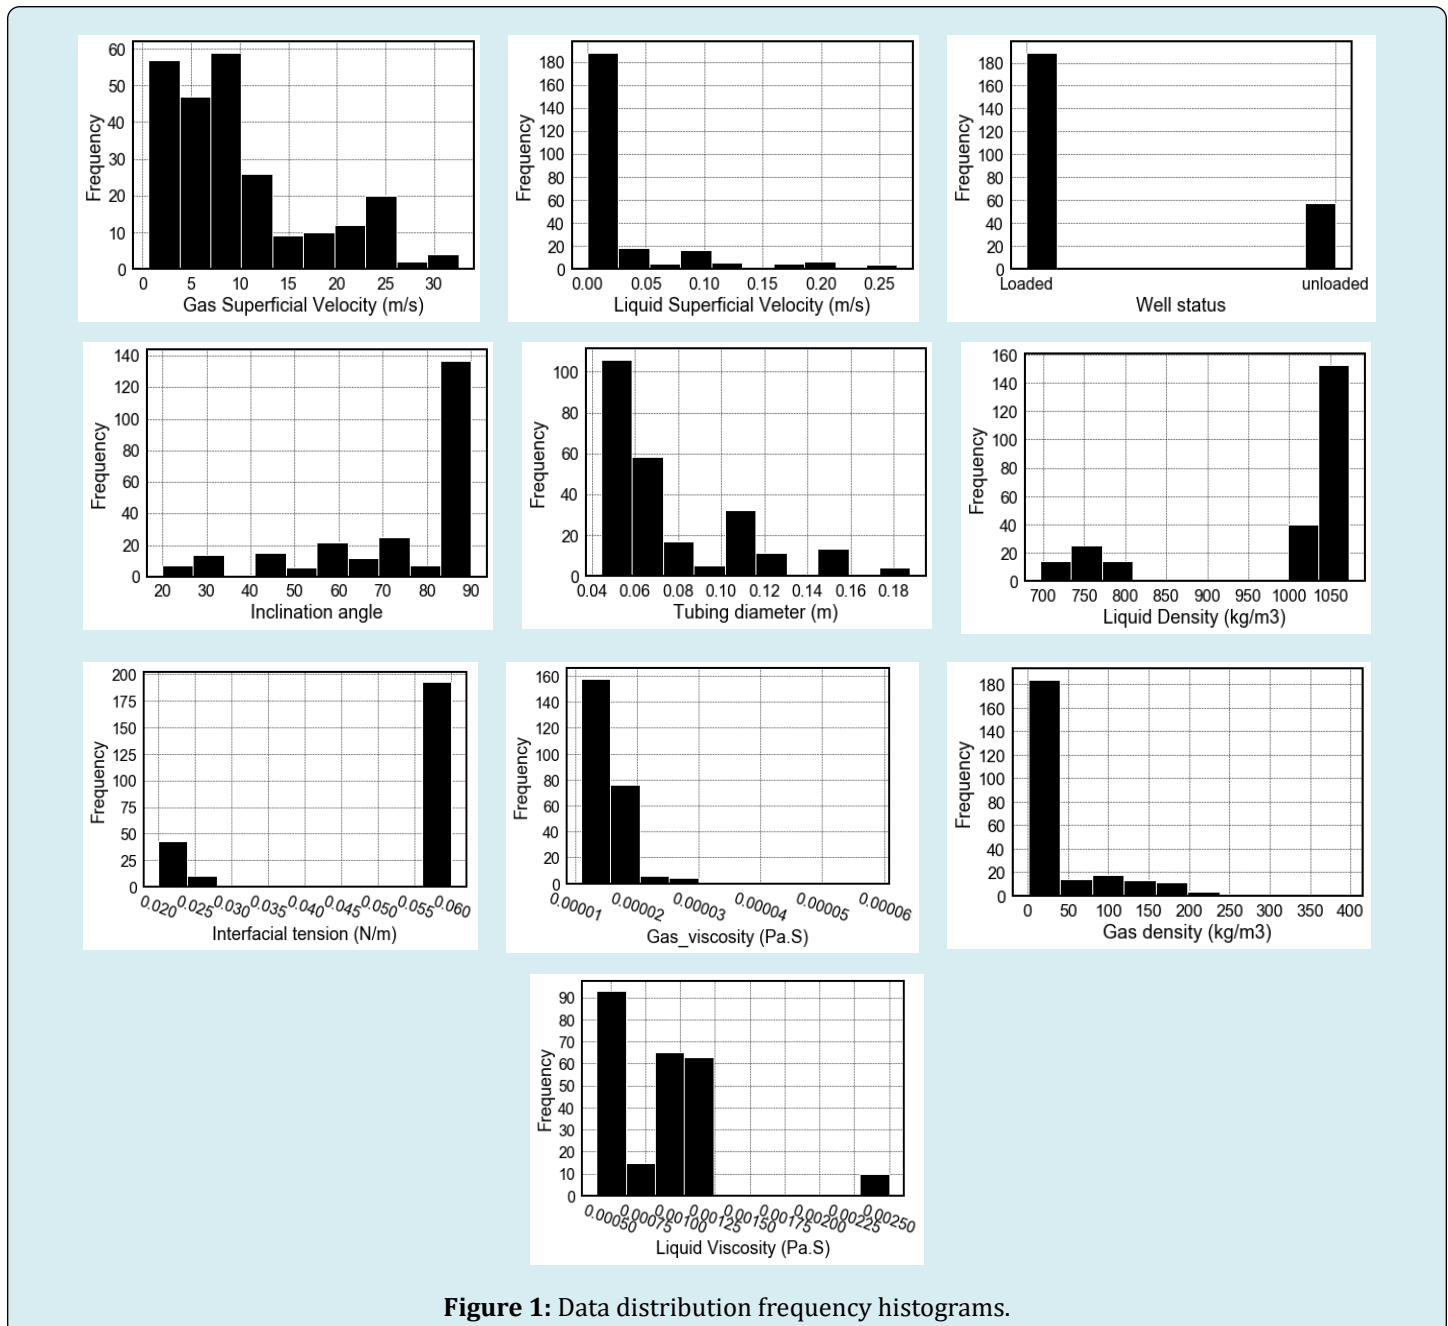 60
50
40
30
20
10
0
Frequency
0 5 10 15 20 25 30
Gas Superficial Velocity (m/s)
180
160
140
120
100
80
60
40
20
0
Frequency
0.00 0.05 0.10 0.15 0.20 0.25
Liquid Superficial Velocity (m/s)
180
160
140
120
100
80
60
40
20
0
Frequency
Loaded unloaded
Well status
140
120
100
80
60
40
20
0
Frequency
20 30 40 50 60 70 80 90
Inclination angle
100
80
60
40
20
0
Frequency
0.04 0.06 0.08 0.10 0.12 0.14 0.16 0.18
Tubing diameter (m)
160
140
120
100
80
60
40
20
0
Frequency
700 750 800 850 900 950 1000 1050
Liquid Density (kg/m3)
200
175
150
125
100
75
50
25
0
Frequency
0.020 0.025 0.030 0.035 0.040 0.045 0.050 0.055 0.060
Interfacial tension (N/m)
160
140
120
100
80
60
40
20
0
Frequency
0.00001 0.00002 0.00003 0.00004 0.00005 0.00006
Gas_viscosity (Pa.S)
180
160
140
120
100
80
60
40
20
0
Frequency
0 50 100 150 200 250 300 350 400
Gas density (kg/m3)
90
80
70
60
50
40
30
20
10
0
Frequency
0.00050 0.00075 0.00100 0.00125 0.00150 0.00175 0.00200 0.00225 0.00250
Liquid Viscosity (Pa.S)
Figure 1: Data distribution frequency histograms.